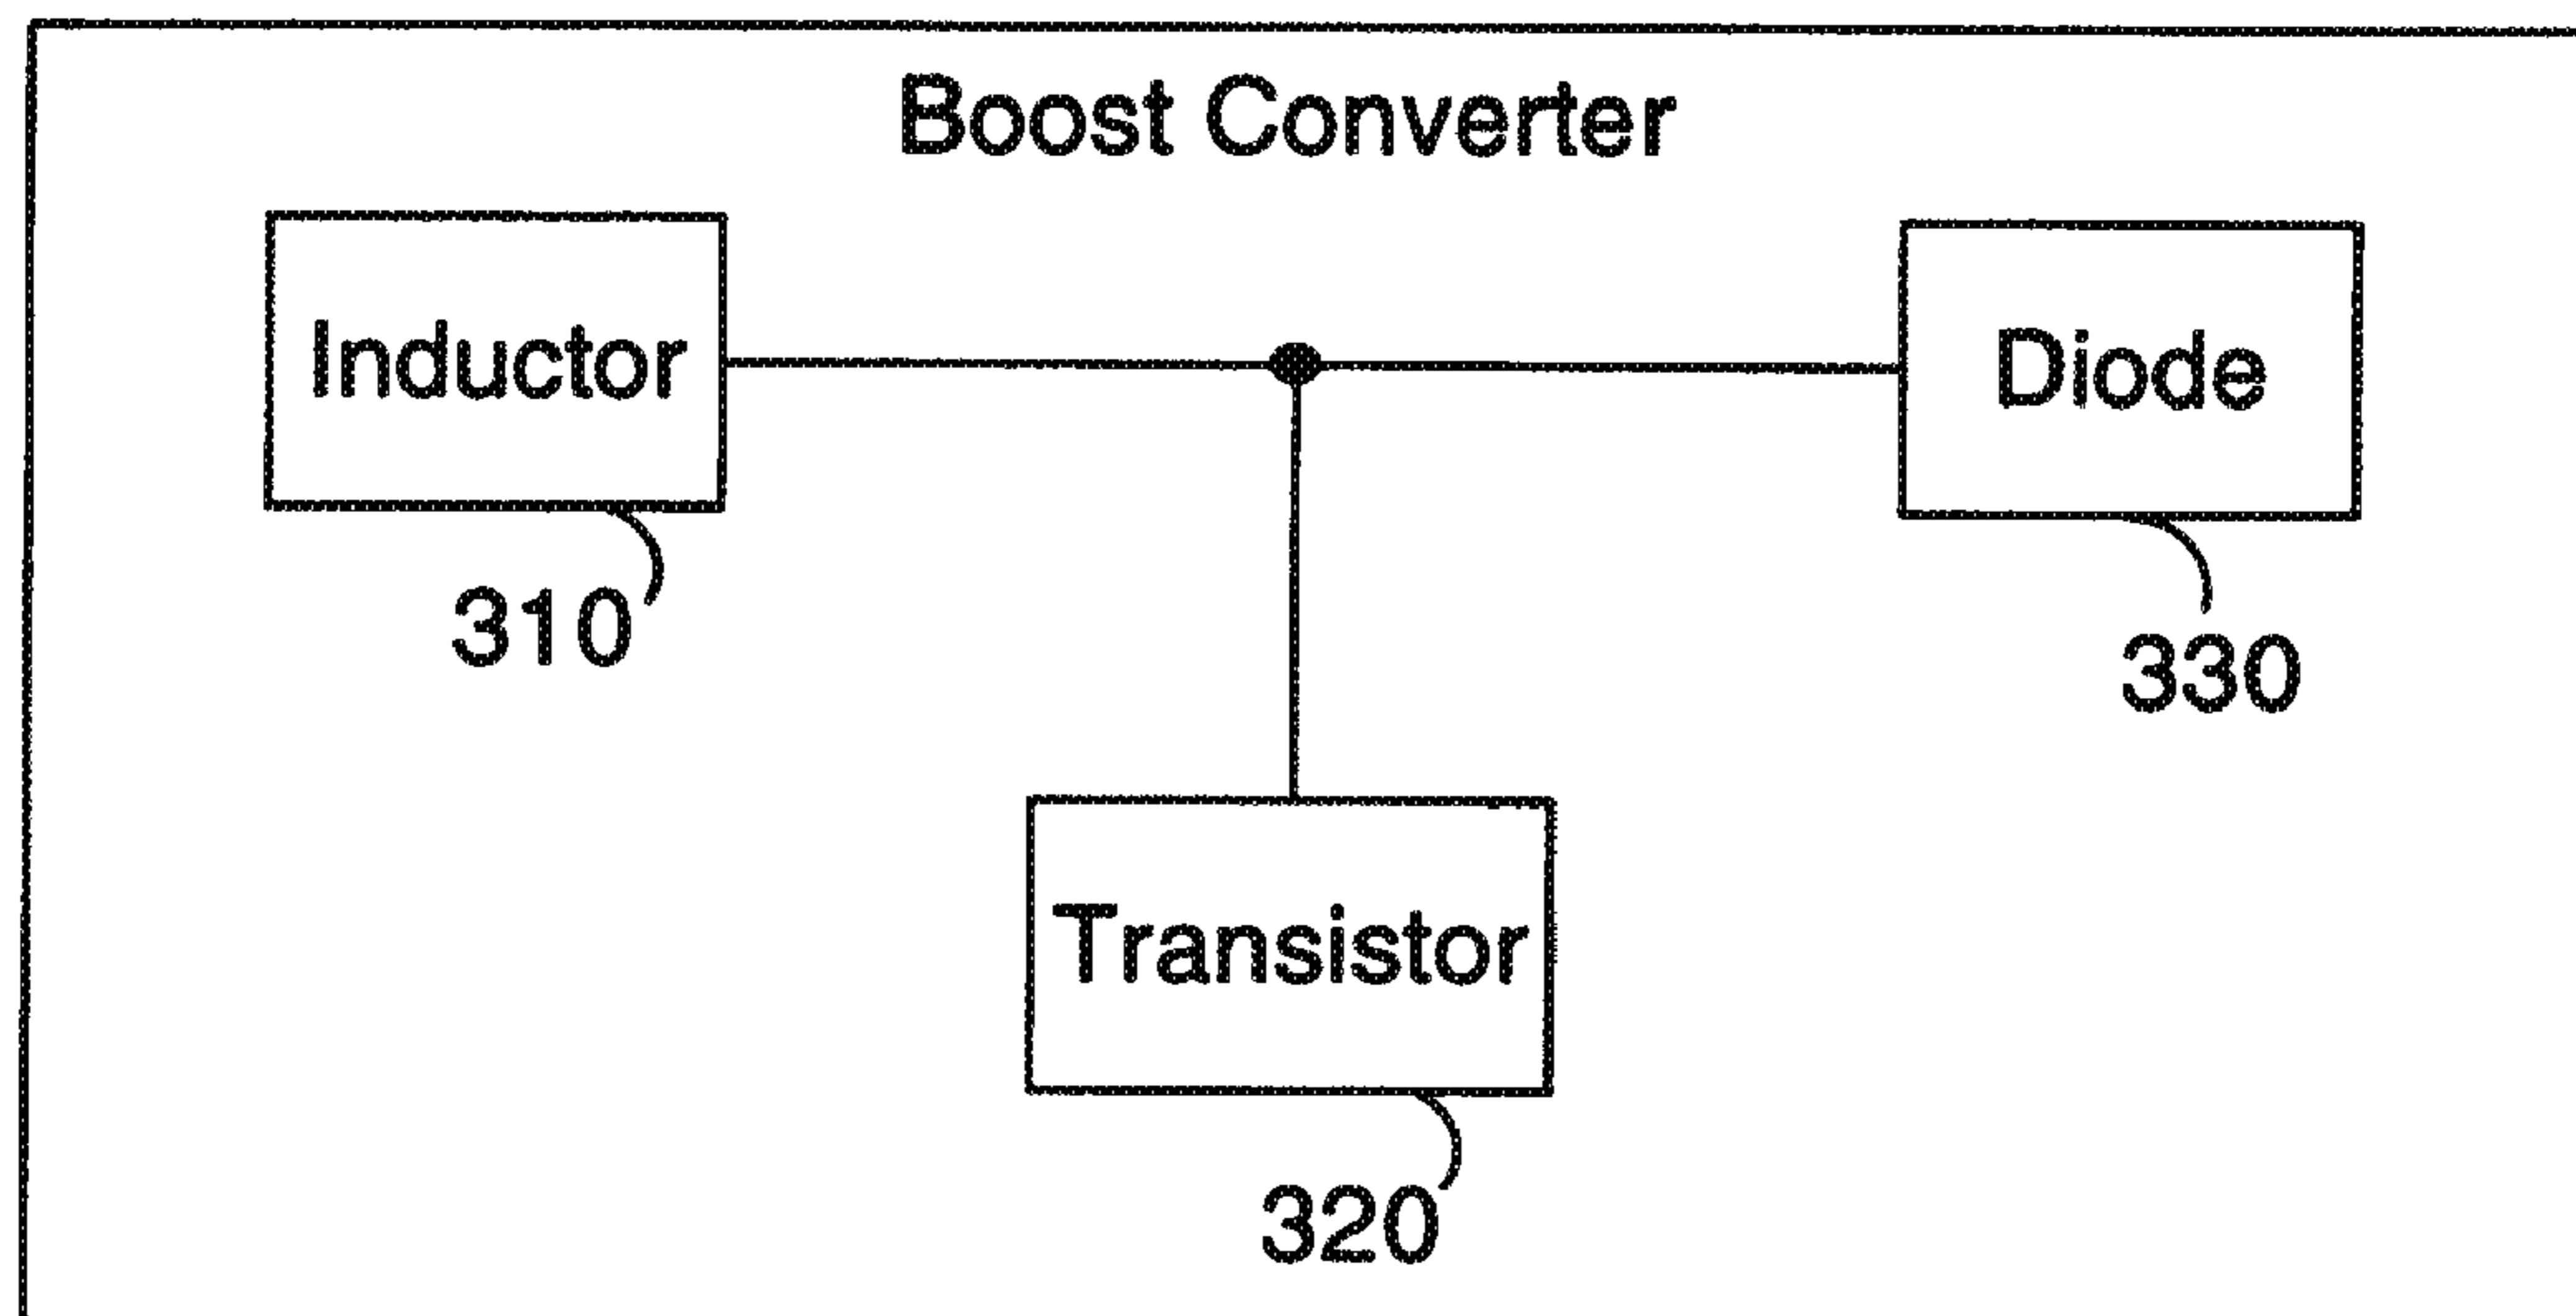 Boost Converter
Inductor
Diode
310
330
Transistor
320